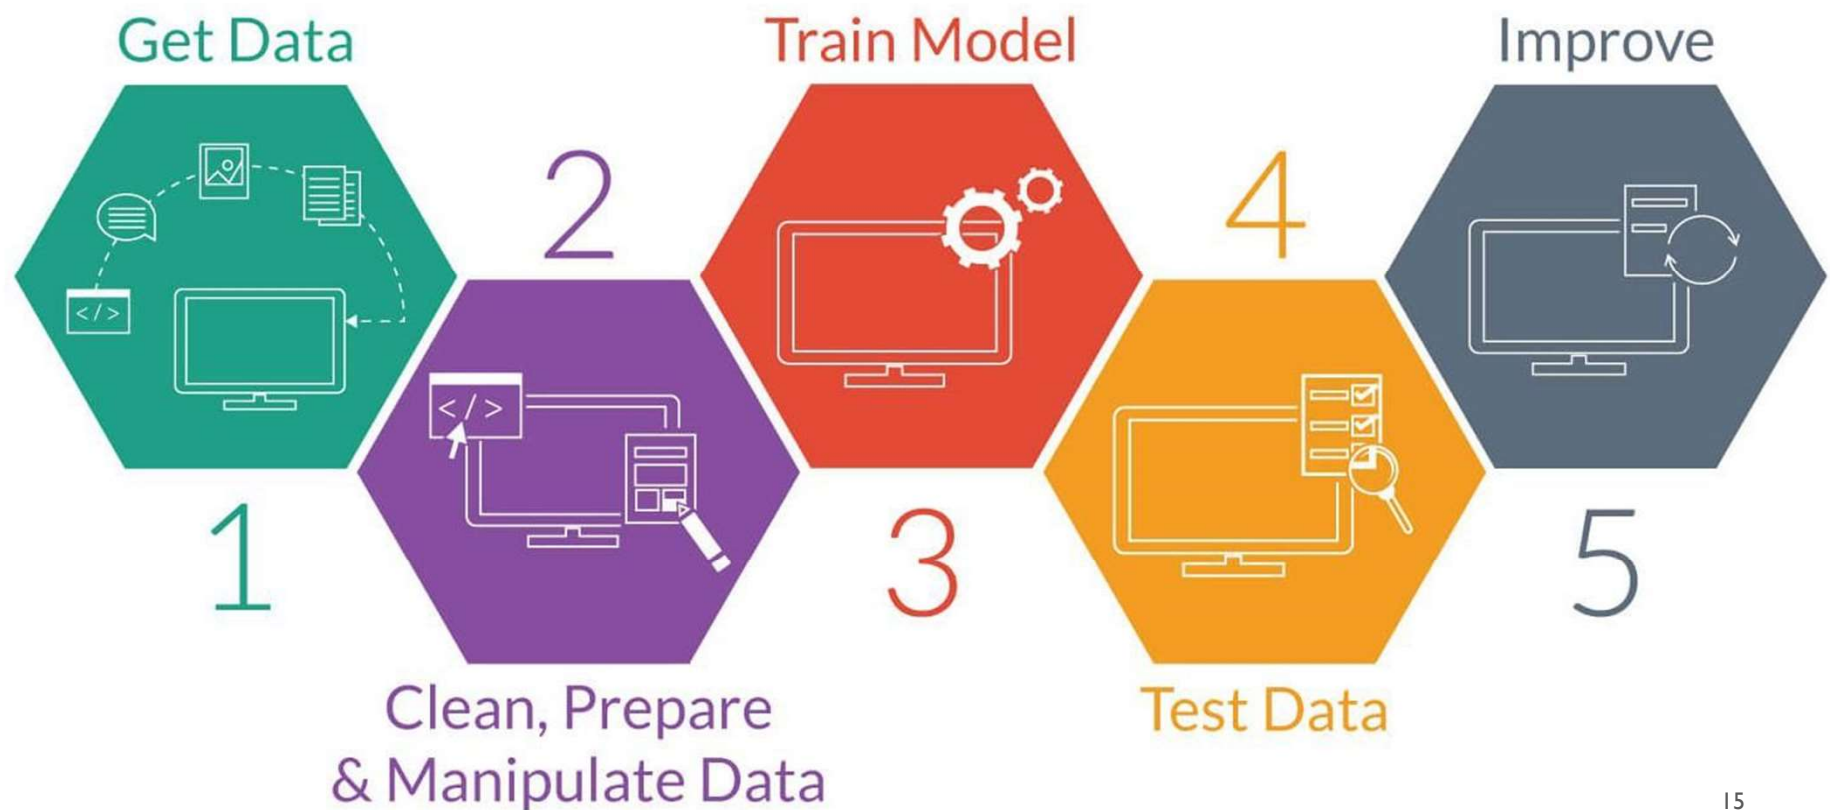 Get Data
</>
1
2
</>
Clean, Prepare
& Manipulate Data
Train Model
3
4
Test Data
Improve
5
15